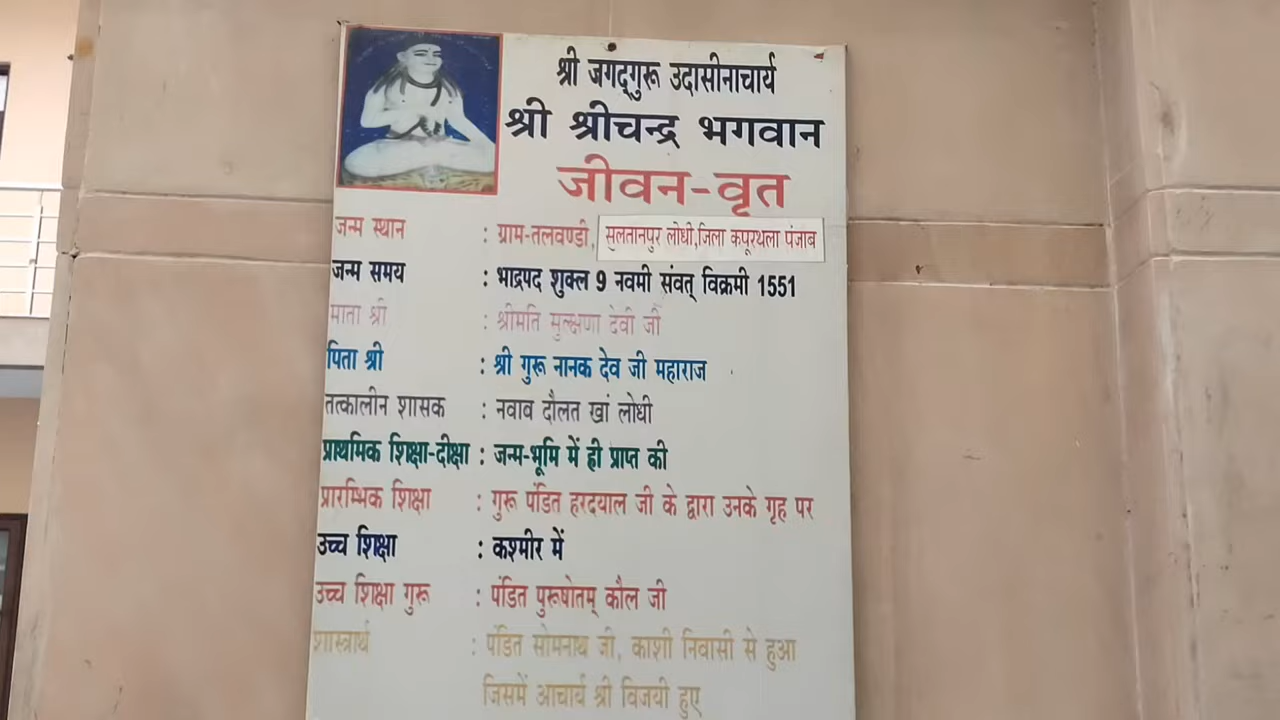 श्री जगद्गुरू उदासीनाचार्य
श्री श्रीचन्द्र भगवान
जीवन-वृत
जन्म स्थान : ग्राम-तलवण्डी, सुलतानपुर लोधी,जिला कपूरथला पंजाब
जन्म समय : भाद्रपद शुक्ल 9 नवमी संवत् विक्रमी 1551
माता श्री : श्रीमति सुल्क्षणा देवी जी
पिता श्री : श्री गुरू नानक देव जी महाराज
तत्कालीन शासक : नवाव दौलत खां लोधी
प्राथमिक शिक्षा-दीक्षा : जन्म-भूमि में ही प्राप्त की
प्रारम्भिक शिक्षा : गुरू पंडित हरदयाल जी के द्वारा उनके गृह पर
उच्च शिक्षा : कश्मीर में
उच्च शिक्षा गुरू : पंडित पुरूषोतम् कौल जी
शास्त्रार्थ : पंडित सोमनाथ जी, काशी निवासी से हुआ
जिसमें आचार्य श्री विजयी हुए